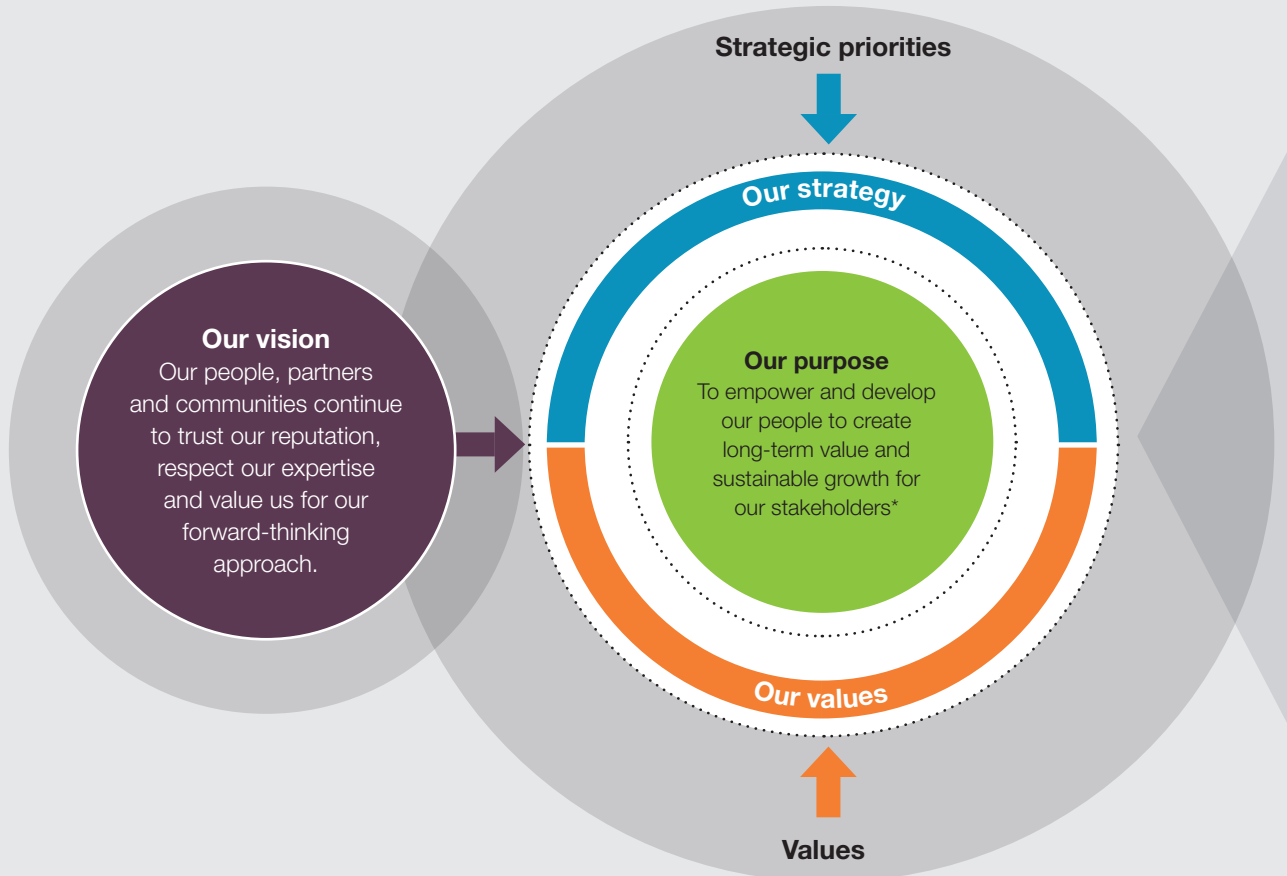 Strategic priorities
Our strategy
Our vision
Our people, partners
and communities continue
to trust our reputation,
respect our expertise
and value us for our
forward-thinking
approach.
Our purpose
To empower and develop
our people to create
long-term value and
sustainable growth for
our stakeholders*
Our values
Values